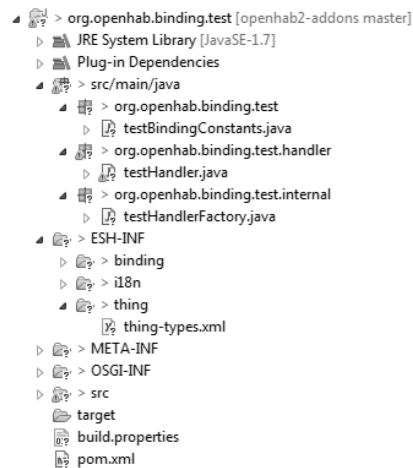 > org.openhab.binding.test [openhab2-addons master]
JRE System Library [JavaSE-1.7]
Plug-in Dependencies
> src/main/java
> org.openhab.binding.test
testBindingConstants.java
> org.openhab.binding.test.handler
testHandler.java
> org.openhab.binding.test.internal
testHandlerFactory.java
> ESH-INF
> binding
> i18n
> thing
thing-types.xml
> META-INF
> OSGI-INF
> src
target
build.properties
pom.xml